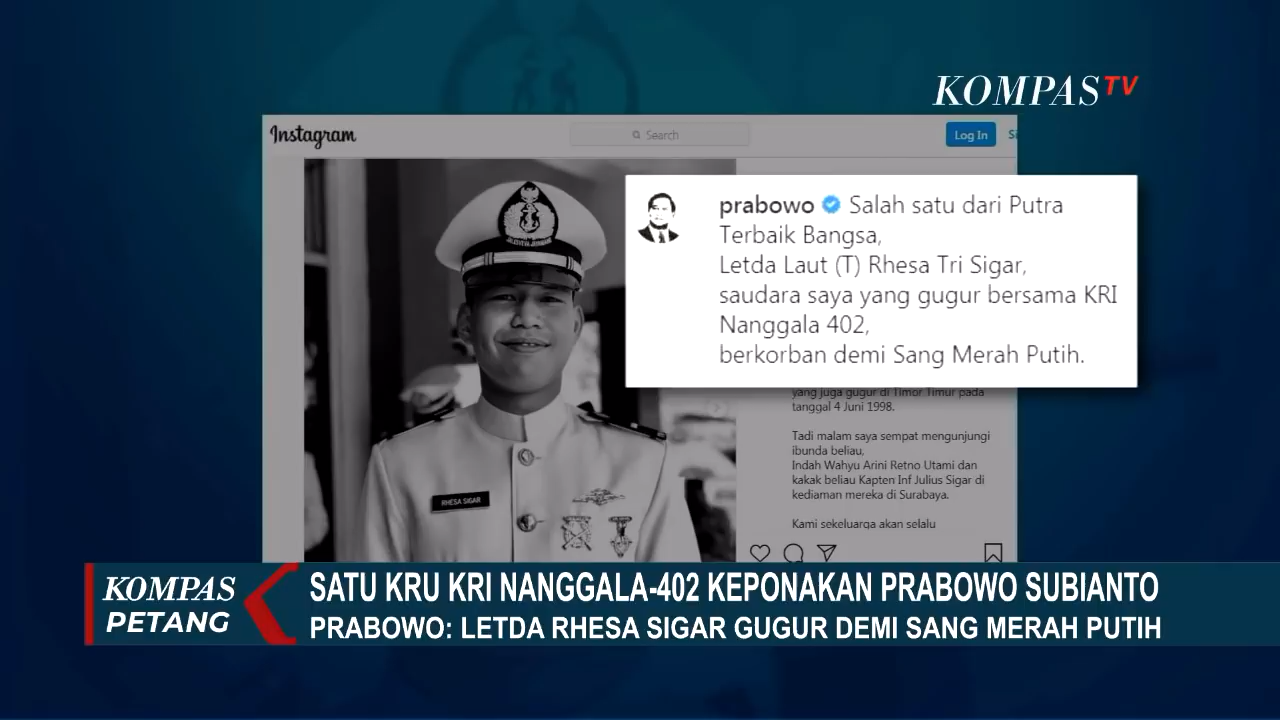 KOMPAS TV
Instagram
Search
Log In
Si
prabowo Salah satu dari Putra
Terbaik Bangsa,
Letda Laut (T) Rhesa Tri Sigar,
saudara saya yang gugur bersama KRI
Nanggala 402,
berkorban demi Sang Merah Putih.
yang juga gugur di Timor Timur pada
tanggal 4 Juni 1998.
Tadi malam saya sempat mengunjungi
ibunda beliau,
Indah Wahyu Arini Retno Utami dan
kakak beliau Kapten Inf Julius Sigar di
kediaman mereka di Surabaya.
Kami sekeluarga akan selalu
RHESA SIGAR
KOMPAS
PETANG
SATU KRU KRI NANGGALA-402 KEPONAKAN PRABOWO SUBIANTO
PRABOWO: LETDA RHESA SIGAR GUGUR DEMI SANG MERAH PUTIH